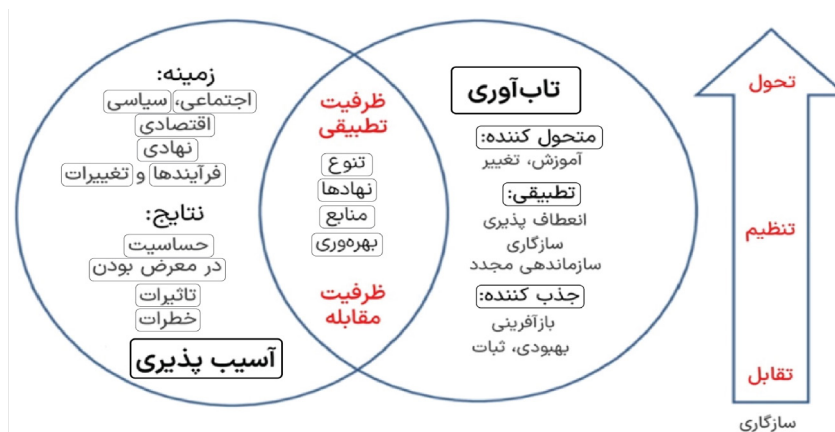 تاب‌آوری
متحول کننده:
آموزش، تغییر
تطبیقی:
انعطاف پذیری
سازگاری
سازماندهی مجدد
جذب کننده:
بازآفرینی
بهبودی، ثبات
ظرفیت
تطبیقی
تنوع
نهادها
منابع
بهره‌وری
ظرفیت
مقابله
زمینه:
اجتماعی، سیاسی
اقتصادی
نهادی
فرآیندها و تغییرات
نتایج:
حساسیت
در معرض بودن
تاثیرات
خطرات
آسیب پذیری
تحول
تنظیم
تقابل
سازگاری